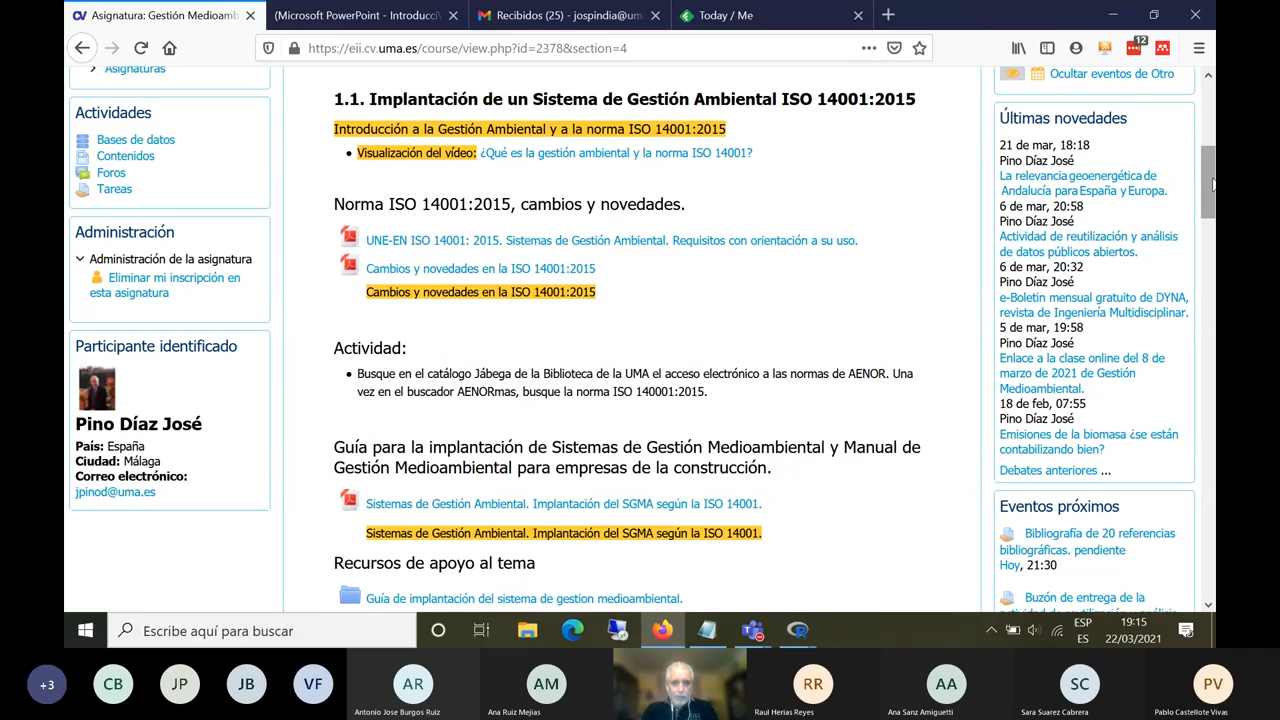 Asignatura: Gestión Medioamb
(Microsoft PowerPoint - Introducci
Recibidos (25) - jospindia@um
Today / Me
https://eii.cv.uma.es/course/view.php?id=2378&section=4
12
Asignaturas
Actividades
Bases de datos
Contenidos
Foros
Tareas
Administración
Administración de la asignatura
Eliminar mi inscripción en
esta asignatura
Participante identificado
Pino Díaz José
País: España
Ciudad: Málaga
Correo electrónico:
jpinod@uma.es
1.1. Implantación de un Sistema de Gestión Ambiental ISO 14001:2015
Introducción a la Gestión Ambiental y a la norma ISO 14001:2015
Visualización del vídeo: ¿Qué es la gestión ambiental y la norma ISO 14001?
Norma ISO 14001:2015, cambios y novedades.
UNE-EN ISO 14001: 2015. Sistemas de Gestión Ambiental. Requisitos con orientación a su uso.
Cambios y novedades en la ISO 14001:2015
Cambios y novedades en la ISO 14001:2015
Actividad:
Busque en el catálogo Jábega de la Biblioteca de la UMA el acceso electrónico a las normas de AENOR. Una
vez en el buscador AENORmas, busque la norma ISO 140001:2015.
Guía para la implantación de Sistemas de Gestión Medioambiental y Manual de
Gestión Medioambiental para empresas de la construcción.
Sistemas de Gestión Ambiental. Implantación del SGMA según la ISO 14001.
Sistemas de Gestión Ambiental. Implantación del SGMA según la ISO 14001.
Recursos de apoyo al tema
Guía de implantación del sistema de gestion medioambiental.
Ocultar eventos de Otro
Últimas novedades
21 de mar, 18:18
Pino Díaz José
La relevancia geoenergética de
Andalucía para España y Europa.
6 de mar, 20:58
Pino Díaz José
Actividad de reutilización y análisis
de datos públicos abiertos.
6 de mar, 20:32
Pino Díaz José
e-Boletin mensual gratuito de DYNA,
revista de Ingeniería Multidisciplinar.
5 de mar, 19:58
Pino Díaz José
Enlace a la clase online del 8 de
marzo de 2021 de Gestión
Medioambiental.
18 de feb, 07:55
Pino Díaz José
Emisiones de la biomasa ¿se están
contabilizando bien?
Debates anteriores ...
Eventos próximos
Bibliografía de 20 referencias
bibliográficas. pendiente
Hoy, 21:30
Buzón de entrega de la
actividad de reutilización y análisis
Escribe aquí para buscar
ESP
ES
19:15
22/03/2021
+3
CB
JP
JB
VF
AR
Antonio Jose Burgos Ruiz
AM
Ana Ruiz Mejias
RR
Raul Herias Reyes
AA
Ana Sanz Amiguetti
SC
Sara Suarez Cabrera
PV
Pablo Castellote Vivas